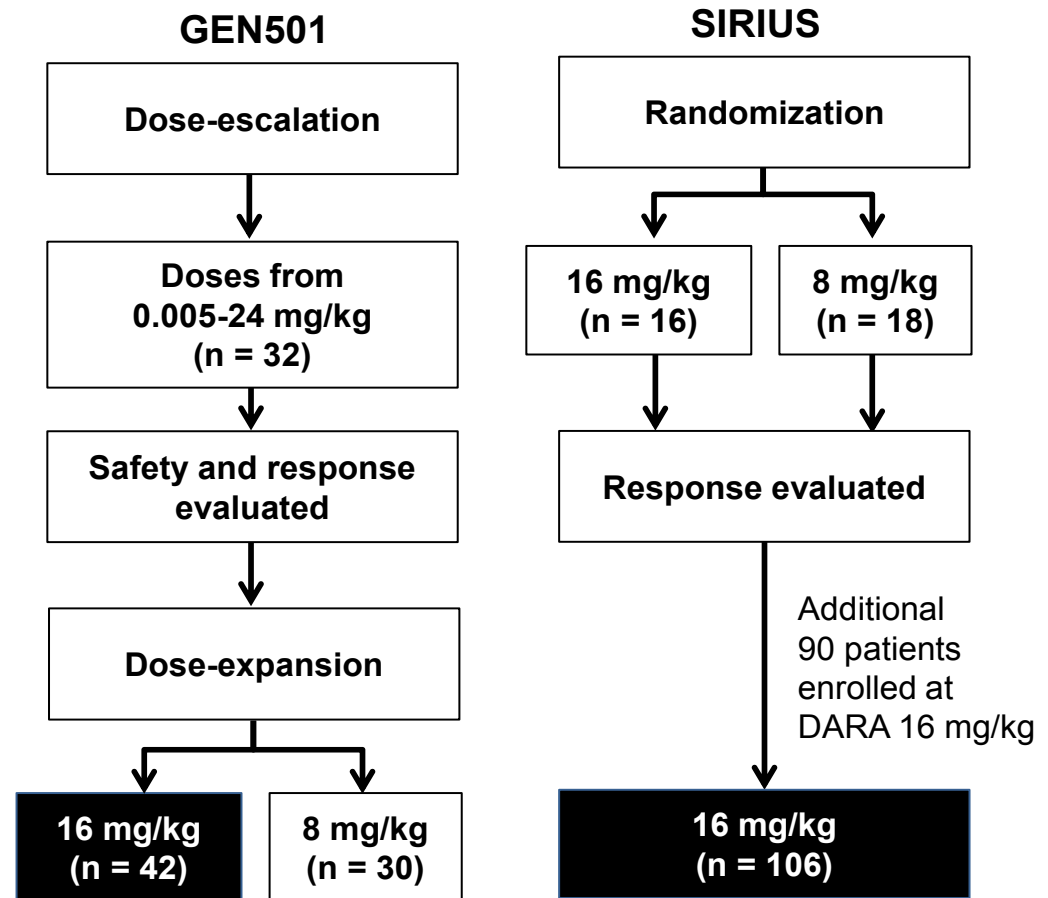 GEN501
Dose-escalation
Doses from
0.005-24 mg/kg
(n = 32)
Safety and response
evaluated
Dose-expansion
16 mg/kg
(n = 42)
8 mg/kg
(n = 30)
SIRIUS
Randomization
16 mg/kg
(n = 16)
8 mg/kg
(n = 18)
Response evaluated
Additional
90 patients
enrolled at
DARA 16 mg/kg
16 mg/kg
(n = 106)